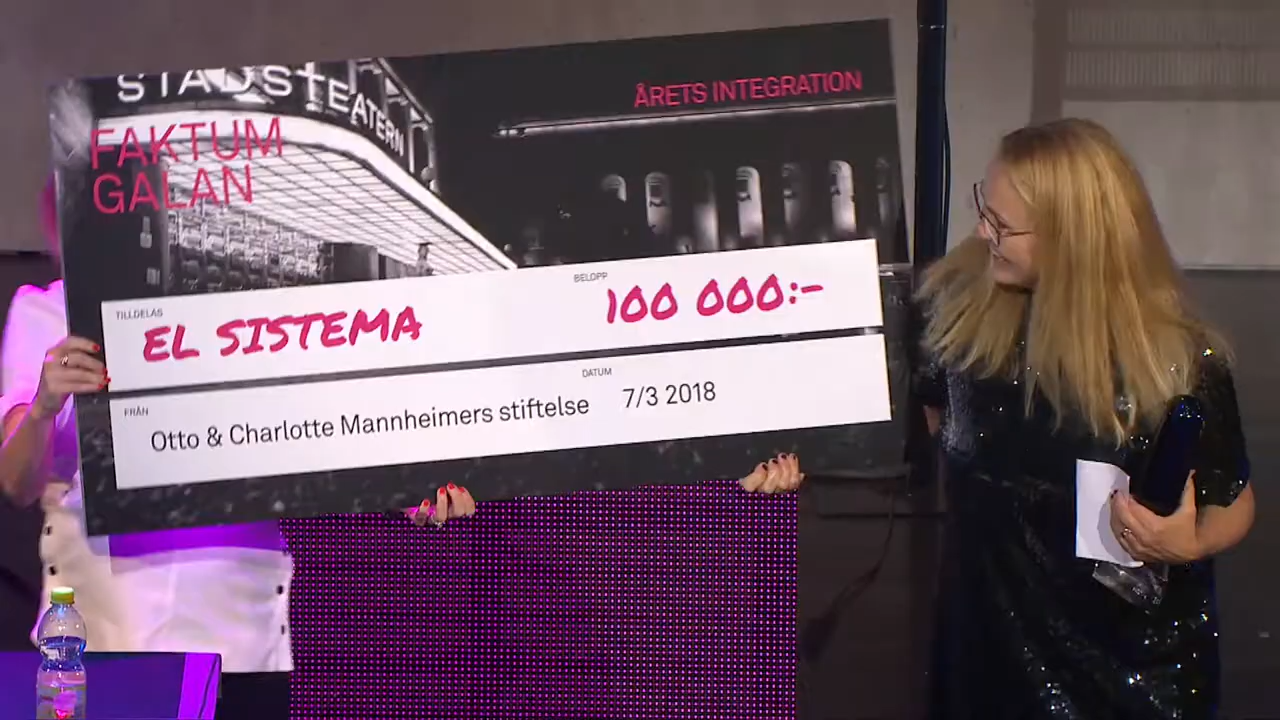 STADSTEATERN
ÅRETS INTEGRATION
FAKTUM
GALAN
TILLDELAS
EL SISTEMA
BELOPP
100 000:-
FRÅN
Otto & Charlotte Mannheimers stiftelse
DATUM
7/3 2018